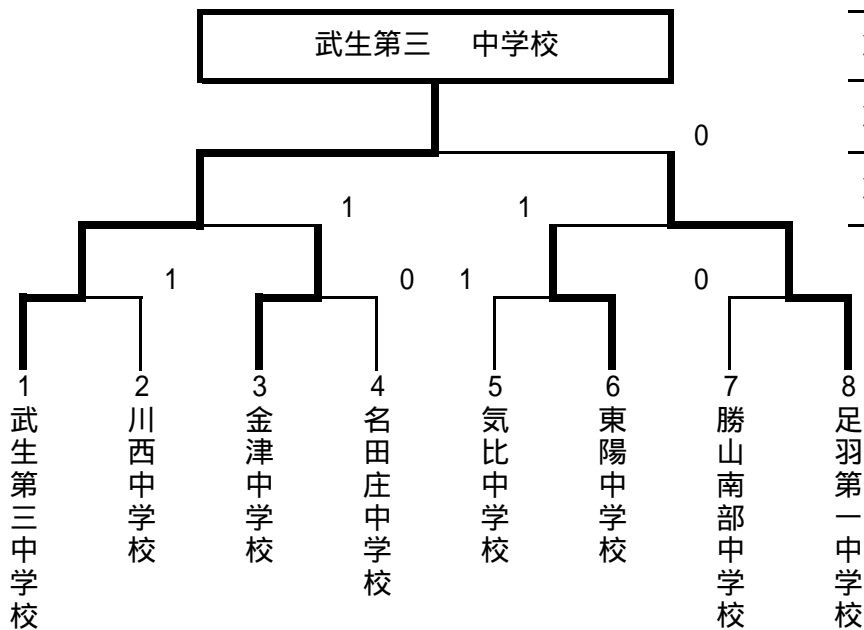 武生第三 中学校
0
1 1
1 0 1 0
1 2 3 4 5 6 7 8
武生第三中学校
川西中学校
金津中学校
名田庄中学校
気比中学校
東陽中学校
勝山南部中学校
足羽第一中学校